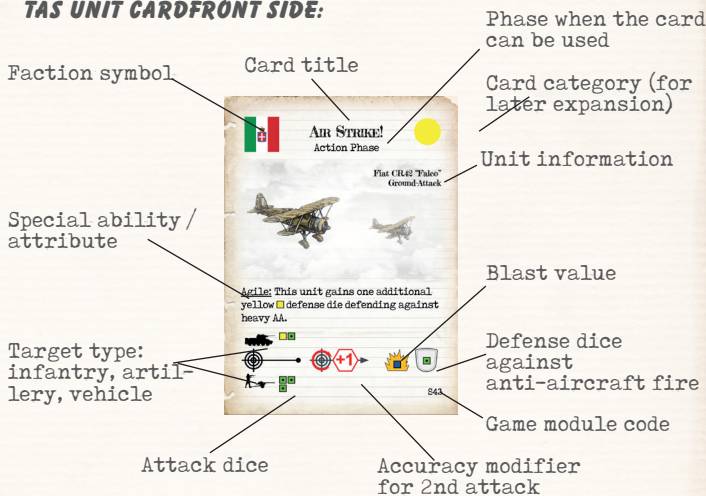 TAS UNIT CARDFRONT SIDE:
Phase when the card
can be used
Faction symbol
Card title
Card category (for
later expansion)
AIR STRIKE!
Action Phase
Unit information
Fiat CR42 "Falco"
Ground-Attack
Special ability /
attribute
Blast value
Agile: This unit gains one additional
yellow defense die defending against
heavy AA.
Target type:
infantry, artil-
lery, vehicle
+1
Defense dice
against
anti-aircraft fire
S43
Game module code
Attack dice
Accuracy modifier
for 2nd attack